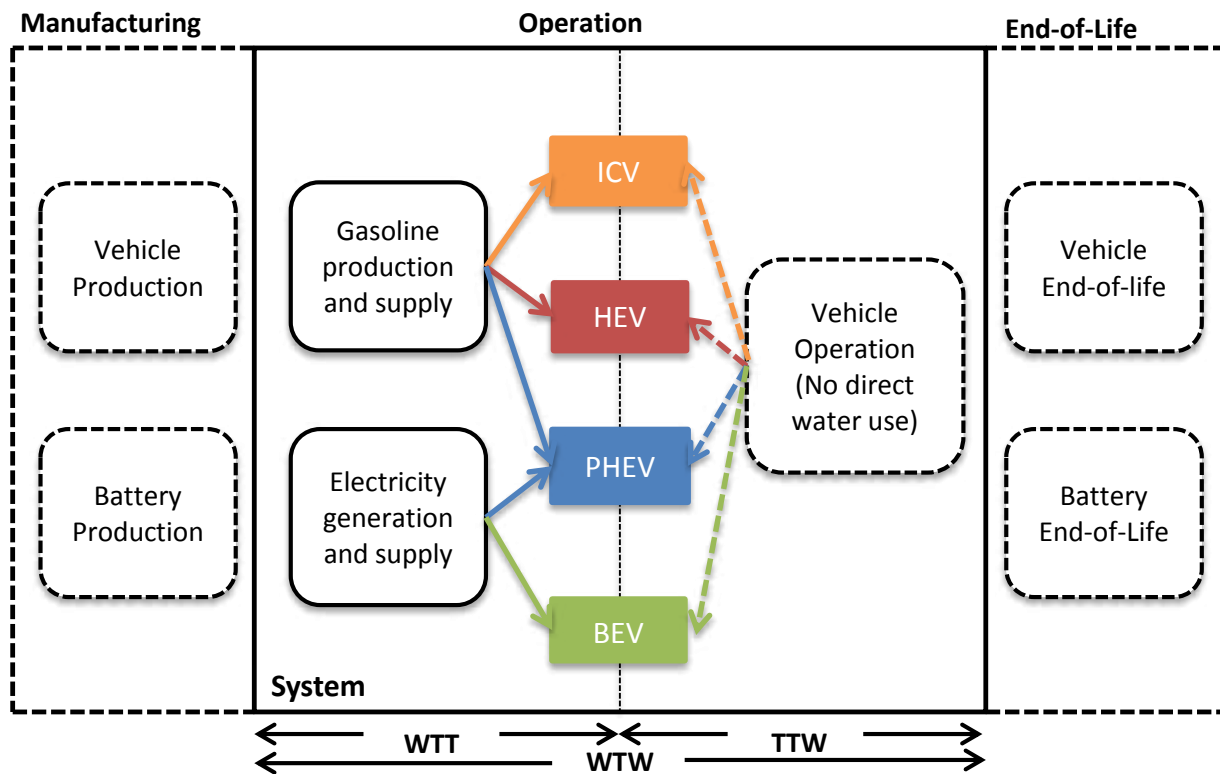 Manufacturing
Operation
End-of-Life
Vehicle
Production
Battery
Production
Gasoline
production
and supply
Electricity
generation
and supply
ICV
HEV
PHEV
BEV
Vehicle
Operation
(No direct
water use)
Vehicle
End-of-life
Battery
End-of-Life
System
WTT
TTW
WTW